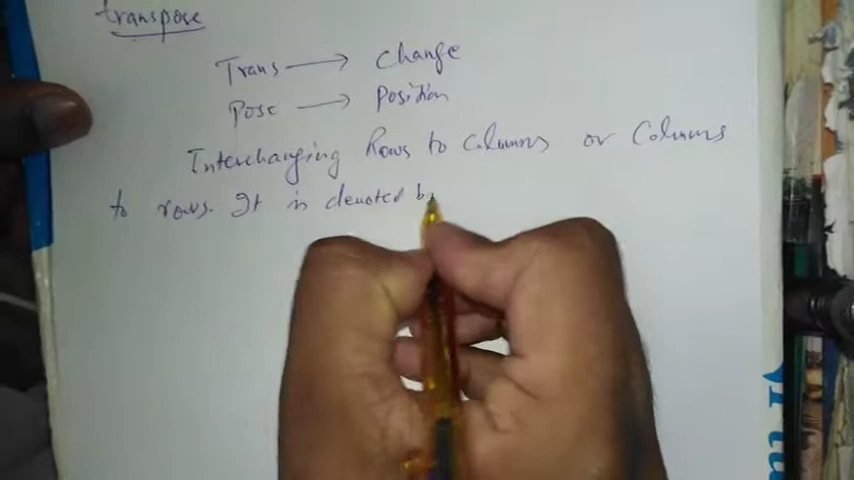 transpose
Trans → Change
Pose → Position
Interchanging Rows to Columns or Columns
to rows. It is denoted by